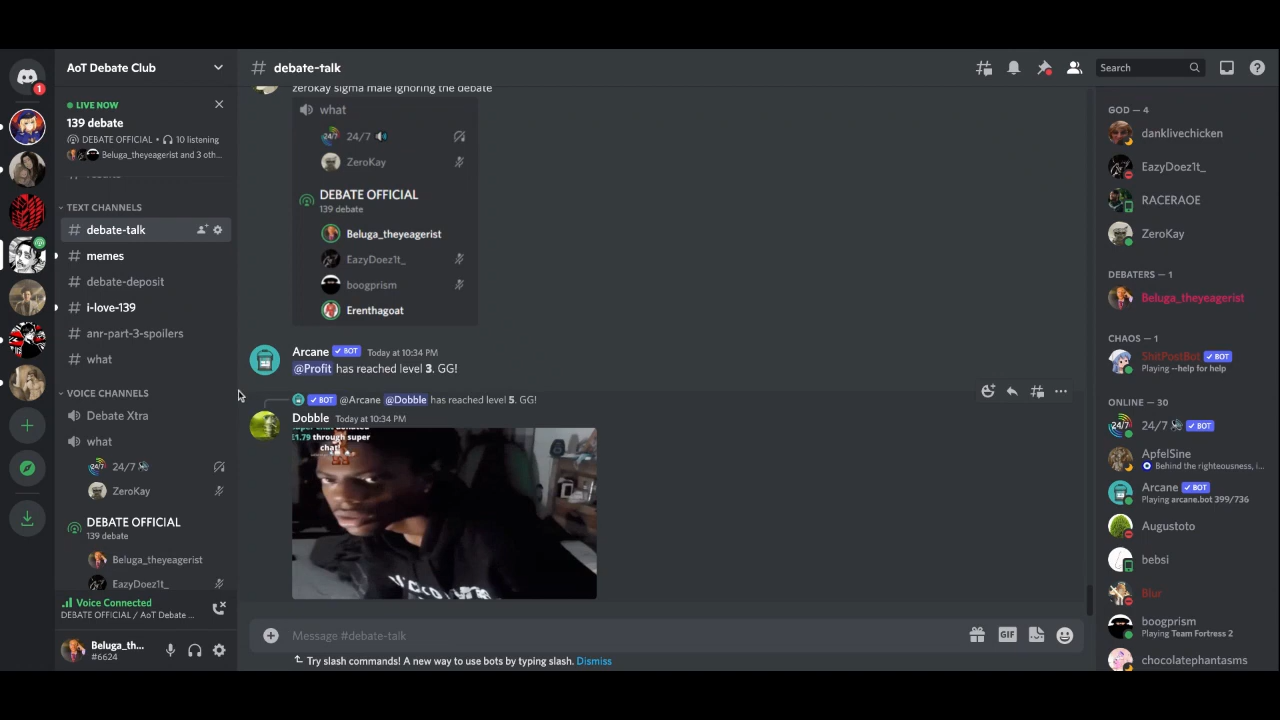 AoT Debate Club
LIVE NOW
139 debate
DEBATE OFFICIAL • 10 listening
Beluga_theyeagerist and 3 oth...
TEXT CHANNELS
debate-talk
memes
debate-deposit
i-love-139
anr-part-3-spoilers
what
VOICE CHANNELS
Debate Xtra
what
24/7
ZeroKay
DEBATE OFFICIAL
139 debate
Beluga_theyeagerist
EazyDoez1t_
Voice Connected
DEBATE OFFICIAL / AoT Debate ...
Beluga_th...
#6624
# debate-talk
Search
zerokay sigma male ignoring the debate
what
24/7
ZeroKay
DEBATE OFFICIAL
139 debate
Beluga_theyeagerist
EazyDoez1t_
boogprism
Erenthagoat
Arcane BOT Today at 10:34 PM
@Profit has reached level 3. GG!
BOT @Arcane @Dobble has reached level 5. GG!
Dobble Today at 10:34 PM
super chat donated
£1.79 through super
chat!
Message #debate-talk
GIF
Try slash commands! A new way to use bots by typing slash. Dismiss
GOD — 4
danklivechicken
EazyDoez1t_
RACERAOE
ZeroKay
DEBATERS — 1
Beluga_theyeagerist
CHAOS — 1
ShitPostBot BOT
Playing --help for help
ONLINE — 30
24/7 BOT
ApfelSine
Behind the righteousness, i...
Arcane BOT
Playing arcane.bot 399/736
Augustoto
bebsi
Blur
boogprism
Playing Team Fortress 2
chocolatephantasms